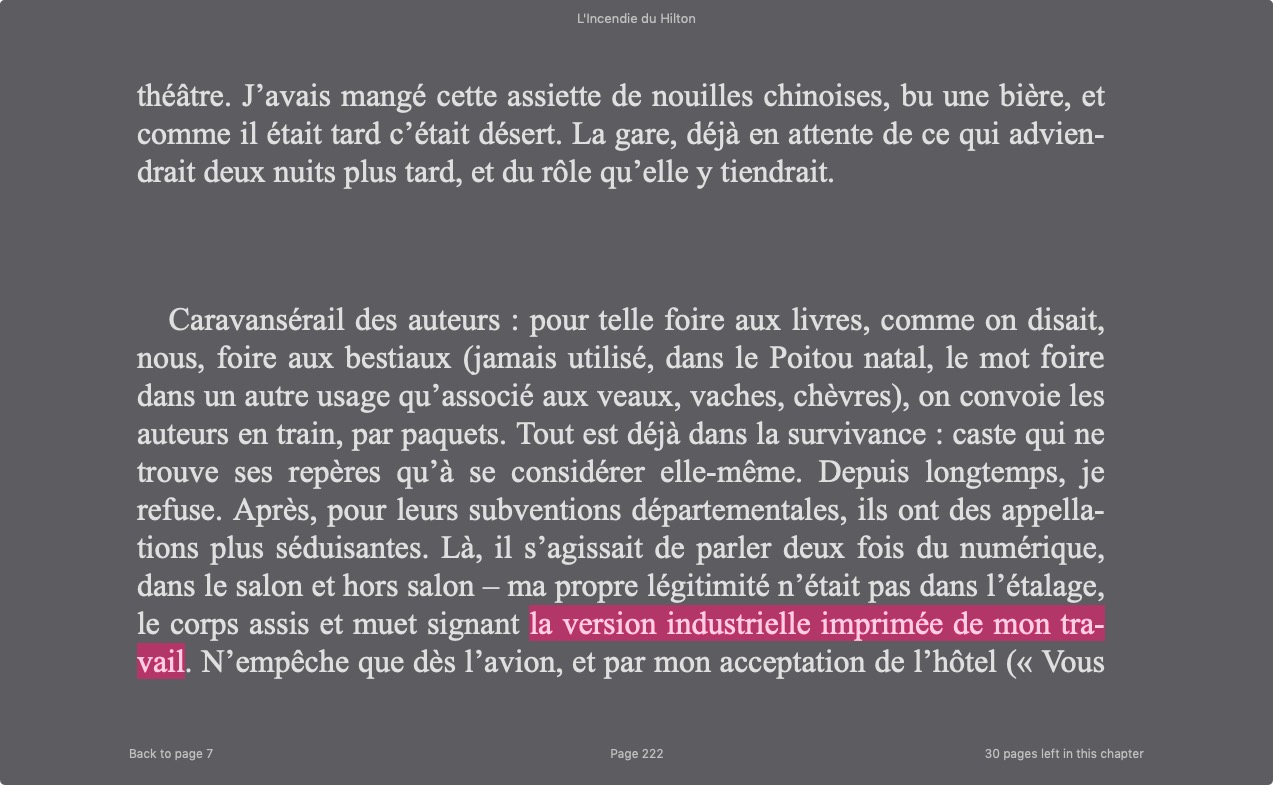 L'Incendie du Hilton
théâtre. J’avais mangé cette assiette de nouilles chinoises, bu une bière, et
comme il était tard c’était désert. La gare, déjà en attente de ce qui advien-
drait deux nuits plus tard, et du rôle qu’elle y tiendrait.
Caravansérail des auteurs : pour telle foire aux livres, comme on disait,
nous, foire aux bestiaux (jamais utilisé, dans le Poitou natal, le mot foire
dans un autre usage qu’associé aux veaux, vaches, chèvres), on convoie les
auteurs en train, par paquets. Tout est déjà dans la survivance : caste qui ne
trouve ses repères qu’à se considérer elle-même. Depuis longtemps, je
refuse. Après, pour leurs subventions départementales, ils ont des appella-
tions plus séduisantes. Là, il s’agissait de parler deux fois du numérique,
dans le salon et hors salon – ma propre légitimité n’était pas dans l’étalage,
le corps assis et muet signant la version industrielle imprimée de mon tra-
vail. N’empêche que dès l’avion, et par mon acceptation de l’hôtel (« Vous
Back to page 7
Page 222
30 pages left in this chapter